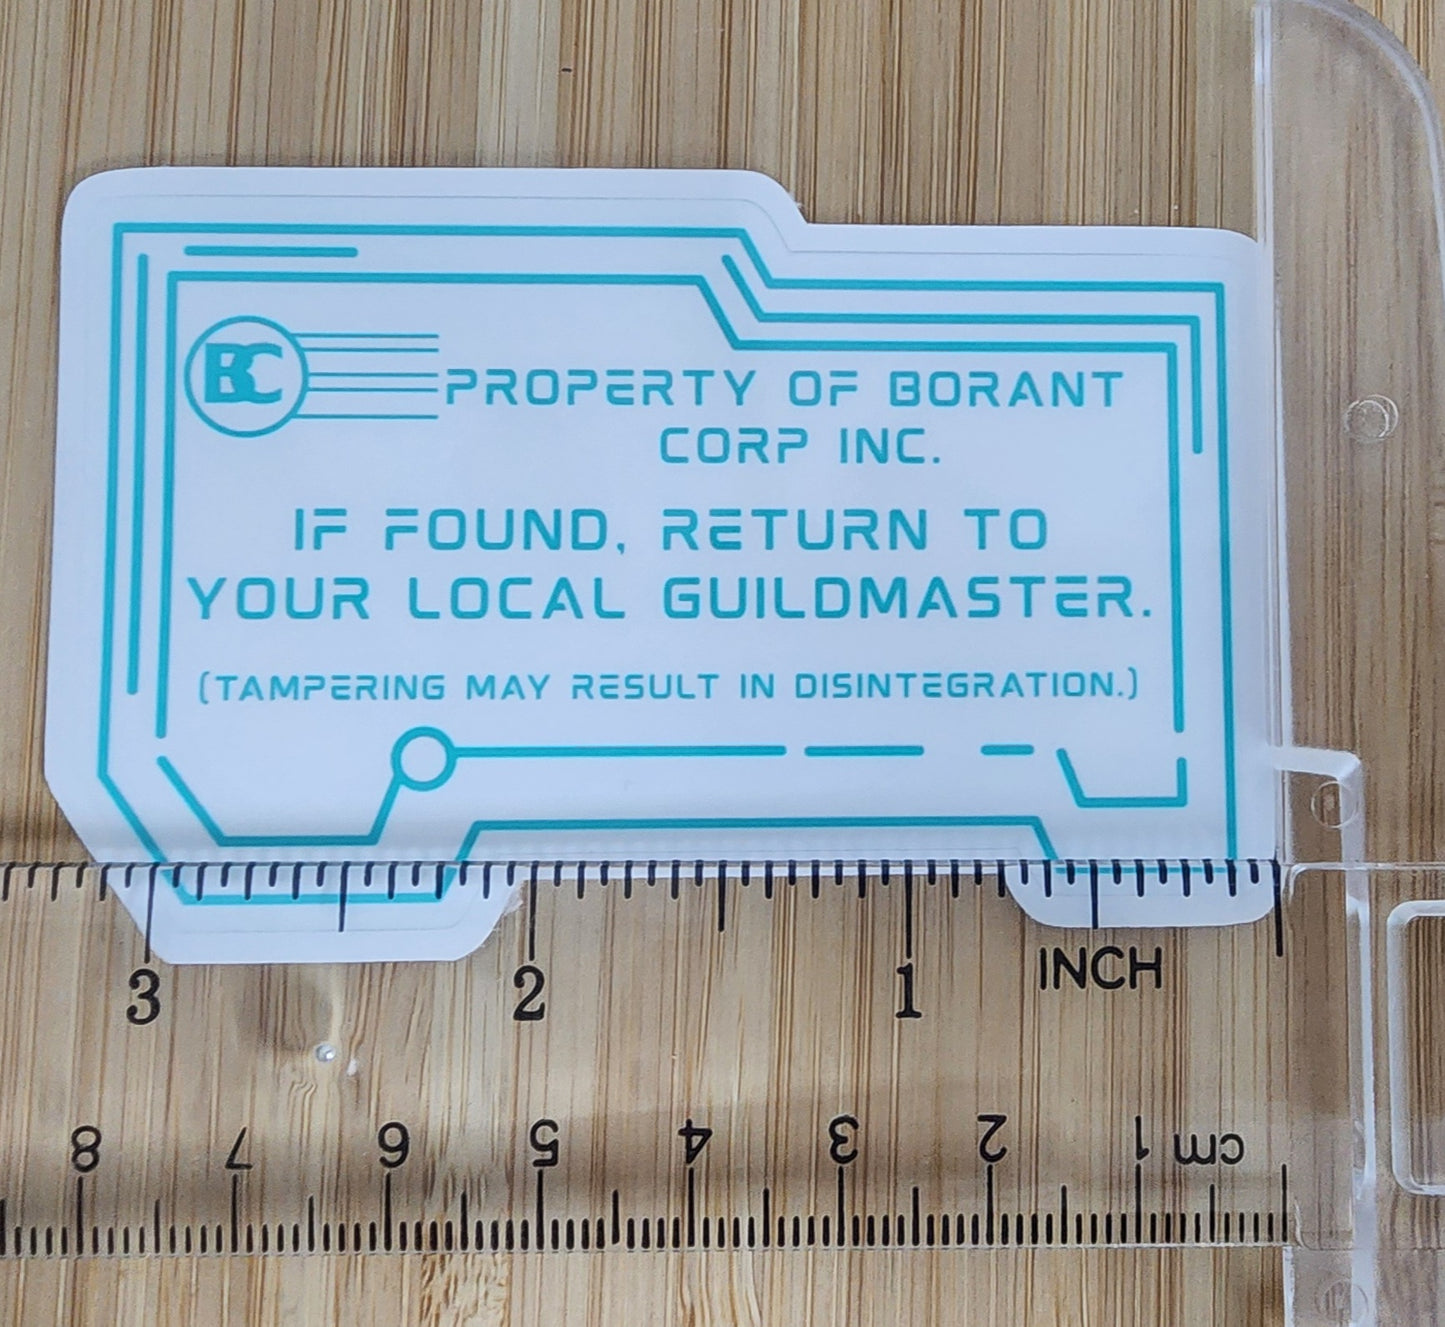 BC
PROPERTY OF BORANT
CORP INC.
IF FOUND, RETURN TO
YOUR LOCAL GUILDMASTER.
(TAMPERING MAY RESULT IN DISINTEGRATION.)
3 2 1 INCH
8 7 6 5 4 3 2 1 cm